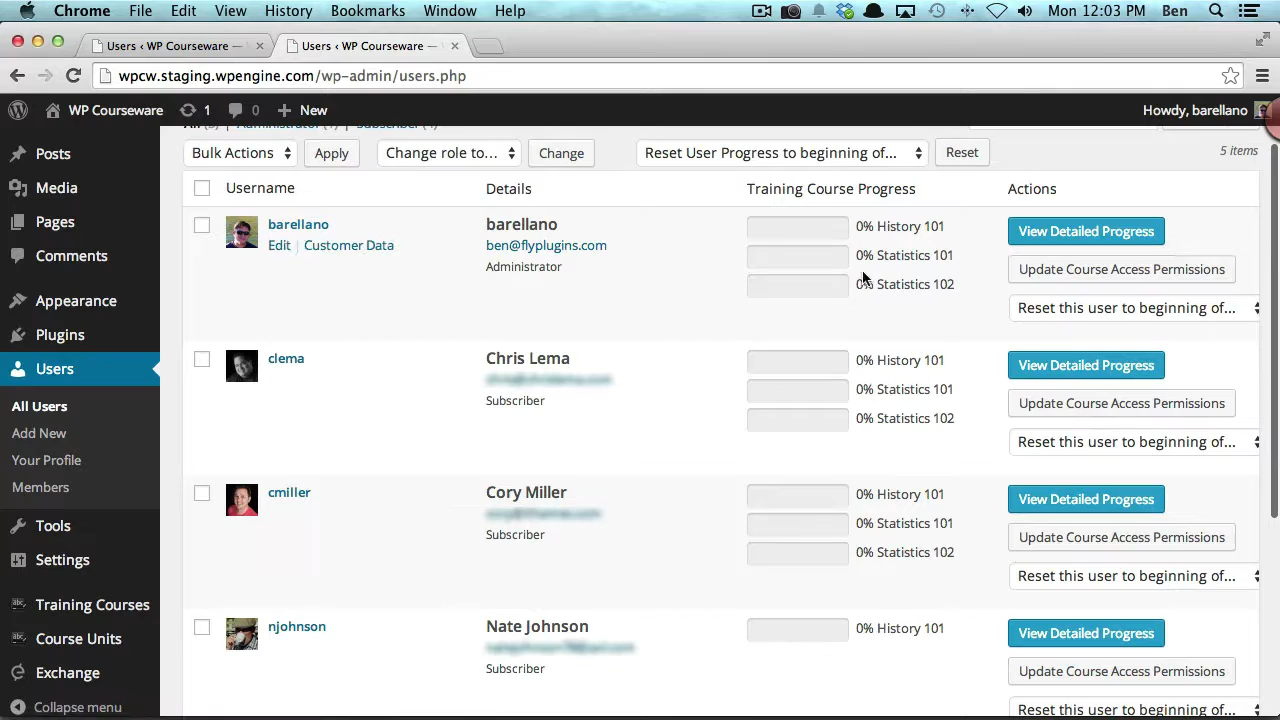 Chrome File Edit View History Bookmarks Window Help Mon 12:03 PM Ben
Users ‹ WP Courseware — Users ‹ WP Courseware —
wpcw.staging.wpengine.com/wp-admin/users.php
WP Courseware 1 0 New Howdy, barellano
Posts
Media
Pages
Comments
Appearance
Plugins
Users
All Users
Add New
Your Profile
Members
Tools
Settings
Training Courses
Course Units
Exchange
Collapse menu
Bulk Actions Apply Change role to... Change Reset User Progress to beginning of... Reset 5 items
Username Details Training Course Progress Actions
barellano barellano 0% History 101 View Detailed Progress
Edit | Customer Data ben@flyplugins.com 0% Statistics 101
Administrator 0% Statistics 102 Update Course Access Permissions
Reset this user to beginning of...
clema Chris Lema 0% History 101 View Detailed Progress
0% Statistics 101
Subscriber 0% Statistics 102 Update Course Access Permissions
Reset this user to beginning of...
cmiller Cory Miller 0% History 101 View Detailed Progress
0% Statistics 101
Subscriber 0% Statistics 102 Update Course Access Permissions
Reset this user to beginning of...
njohnson Nate Johnson 0% History 101 View Detailed Progress
Subscriber Update Course Access Permissions
Reset this user to beginning of...